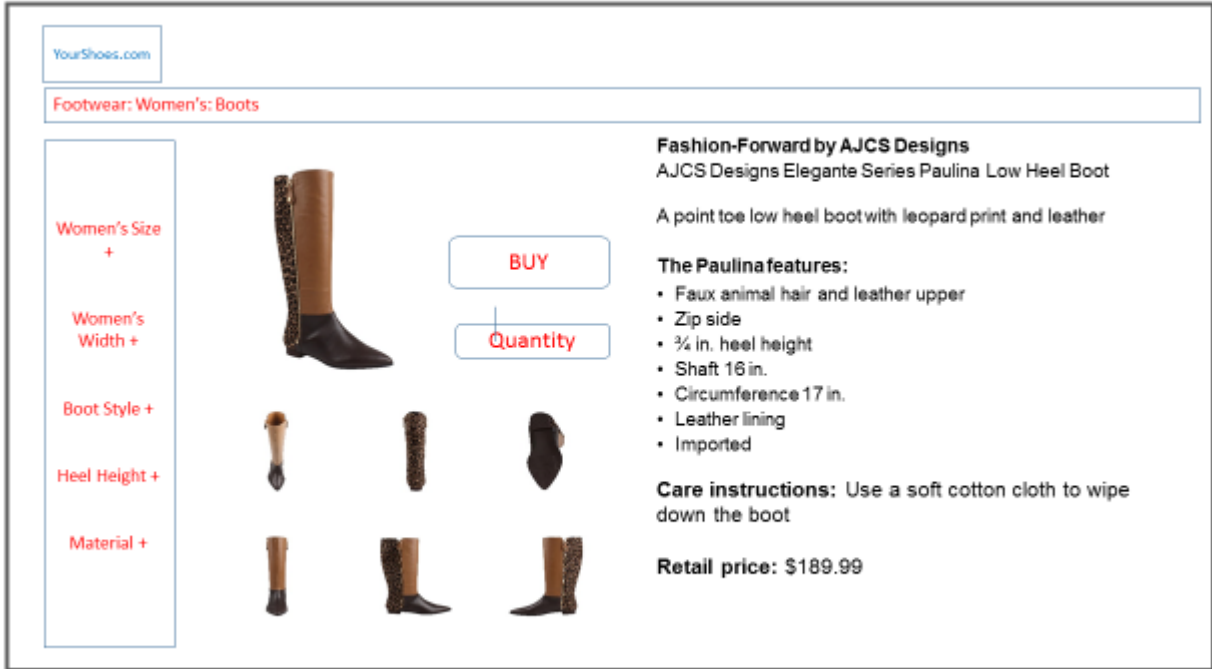 YourShoes.com
Footwear: Women's: Boots
Women's Size
+
Women's
Width +
Boot Style +
Heel Height +
Material +
BUY
Quantity
Fashion-Forward by AJCS Designs
AJCS Designs Elegante Series Paulina Low Heel Boot
A point toe low heel boot with leopard print and leather
The Paulina features:
• Faux animal hair and leather upper
• Zip side
• ¾ in. heel height
• Shaft 16 in.
• Circumference 17 in.
• Leather lining
• Imported
Care instructions: Use a soft cotton cloth to wipe
down the boot
Retail price: $189.99